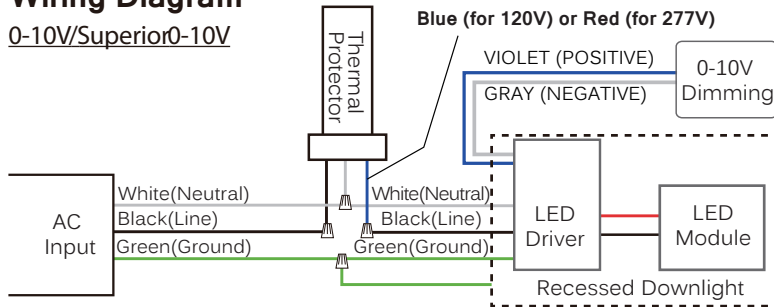 Wiring Diagram
0-10V/Superior0-10V
Blue (for 120V) or Red (for 277V)
Thermal
Protector
VIOLET (POSITIVE)
GRAY (NEGATIVE)
0-10V
Dimming
AC
Input
White(Neutral)
Black(Line)
Green(Ground)
White(Neutral)
Black(Line)
Green(Ground)
LED
Driver
LED
Module
Recessed Downlight